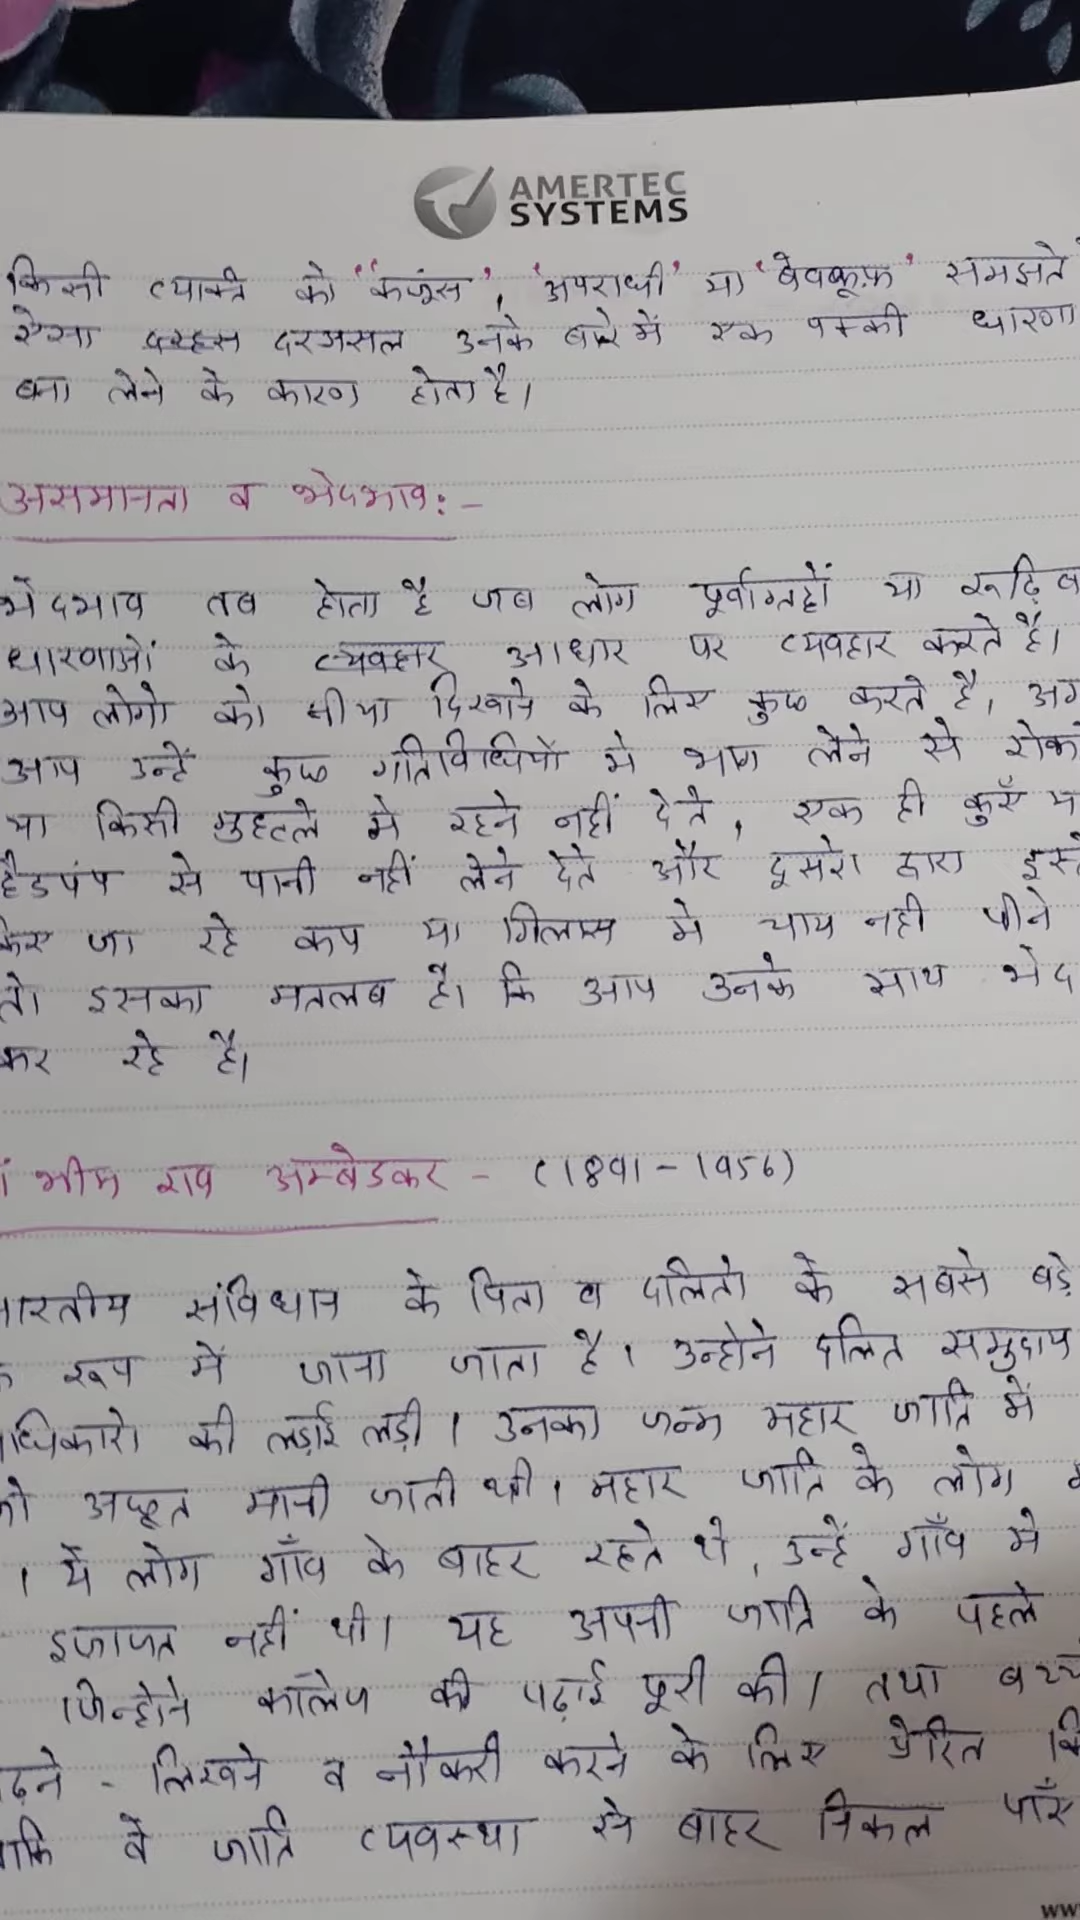 AMERTEC
SYSTEMS
किसी व्यक्ति को "कंजूस', 'अपराधी' या 'बेवकूफ़' समझते
ऐसा दरअसल उनके बारे में एक पक्की धारणा
बना लेने के कारण होता है।
असमानता व भेदभाव:-
भेदभाव तब होता है जब लोग पूर्वाग्रहों या रूढ़ि
धारणाओं के व्यवहार आधार पर व्यवहार करते हैं।
आप लोगो को नीचा दिखाने के लिए कुछ करते है, अग
आप उन्हें कुछ गतिविधियों मे भाग लेने से रोक
या किसी मुहल्ले मे रहने नहीं देते, एक ही कुएँ य
हैडपंप से पानी नहीं लेने देते और दूसरो द्वारा इस्
किए जा रहे कप या गिलास मे चाय नही पीने
तो इसका मतलब है। कि आप उनके साथ भेद
कर रहे है।
भीम राव अम्बेडकर - (1891-1956)
भारतीय संविधान के पिता व दलितो के सबसे बड़े
रूप में जाना जाता है। उन्होने दलित समुदाय
धिकारो की लड़ाई लड़ी। उनका जन्म महार जाति में
जो अछूत मानी जाती थी। महार जाति के लोग
। ये लोग गाँव के बाहर रहते थे, उन्हें गाँव मे
इजाजत नहीं थी। यह अपनी जाति के पहले
जिन्होने कॉलेज की पढ़ाई पूरी की। तथा बच्च
ढ़ने - लिखने व नौकरी करने के लिए प्रेरित कि
ताकि वे जाति व्यवस्था से बाहर निकल पाएँ
ww